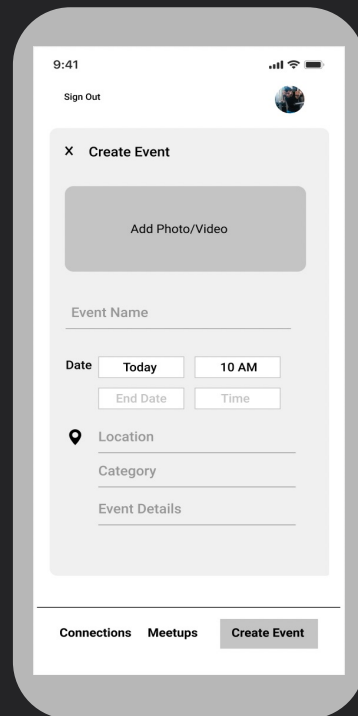 9:41
Sign Out
X Create Event
Add Photo/Video
Event Name
Date Today 10 AM
End Date Time
Location
Category
Event Details
Connections Meetups Create Event